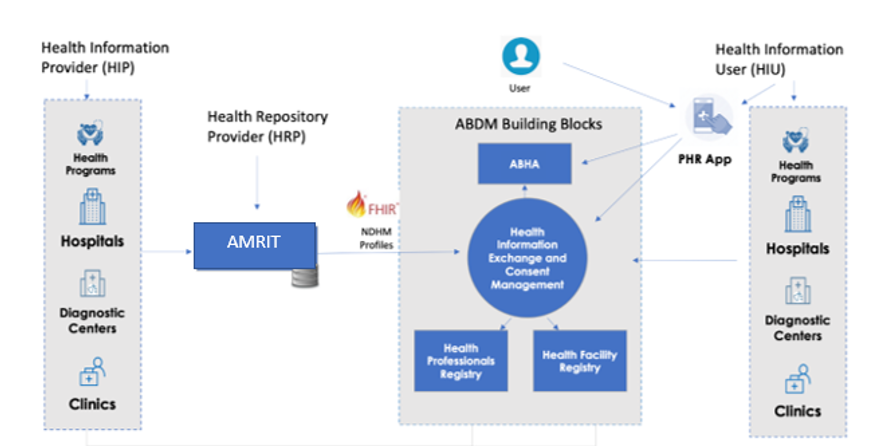 Health Information
Provider (HIP)
Health
Programs
Hospitals
Diagnostic
Centers
Clinics
Health Repository
Provider (HRP)
AMRIT
FHIR
NDHM
Profiles
User
ABDM Building Blocks
ABHA
Health
Information
Exchange and
Consent
Management
Health
Professionals
Registry
Health Facility
Registry
PHR App
Health Information
User (HIU)
Health
Programs
Hospitals
Diagnostic
Centers
Clinics